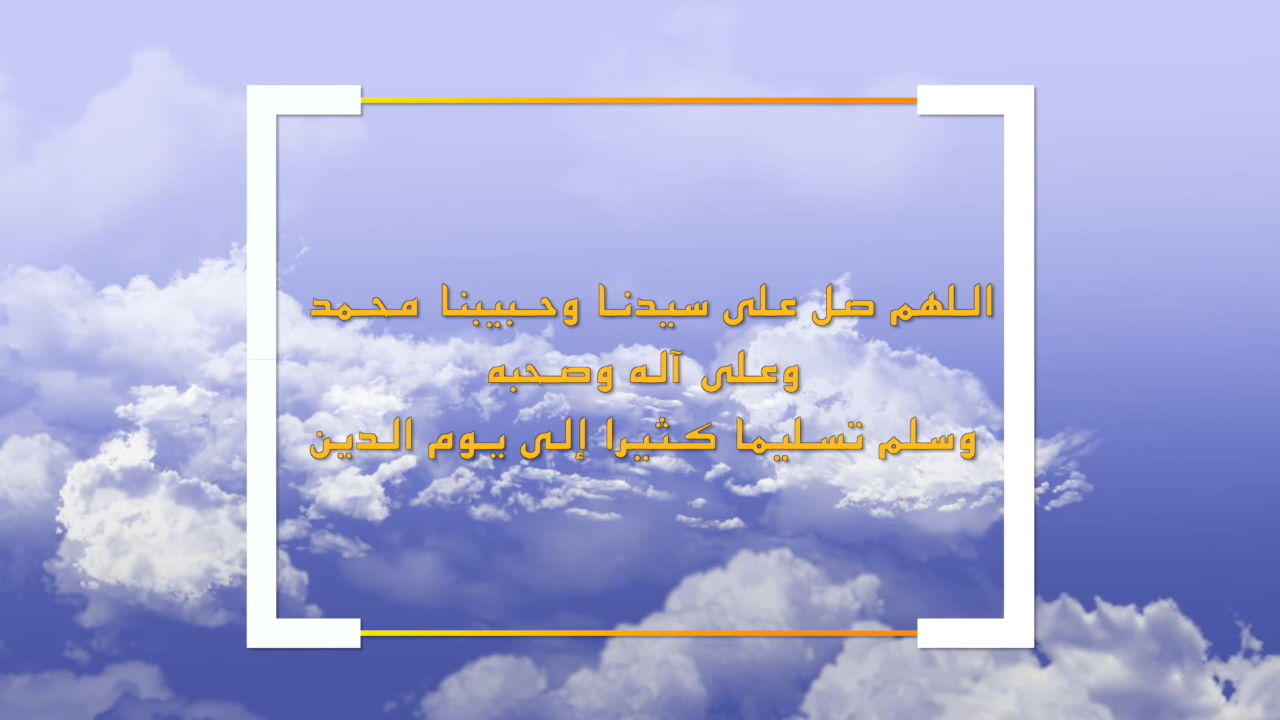 اللهم صل على سيدنا وحبيبنا محمد
وعلى آله وصحبه
وسلم تسليما كثيرا إلى يوم الدين